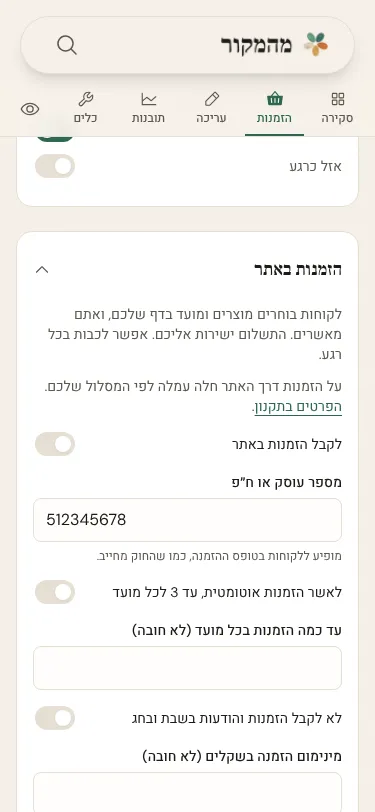 מהמקור
סקירה
הזמנות
עריכה
תובנות
כלים
אזל כרגע
הזמנות באתר
לקוחות בוחרים מוצרים ומועד בדף שלכם, ואתם
מאשרים. התשלום ישירות אליכם. אפשר לכבות בכל
רגע.
על הזמנות דרך האתר חלה עמלה לפי המסלול שלכם.
הפרטים בתקנון.
לקבל הזמנות באתר
מספר עוסק או ח״פ
512345678
מופיע ללקוחות בטופס ההזמנה, כמו שהחוק מחייב.
לאשר הזמנות אוטומטית, עד 3 לכל מועד
עד כמה הזמנות בכל מועד (לא חובה)
לא לקבל הזמנות והודעות בשבת ובחג
מינימום הזמנה בשקלים (לא חובה)